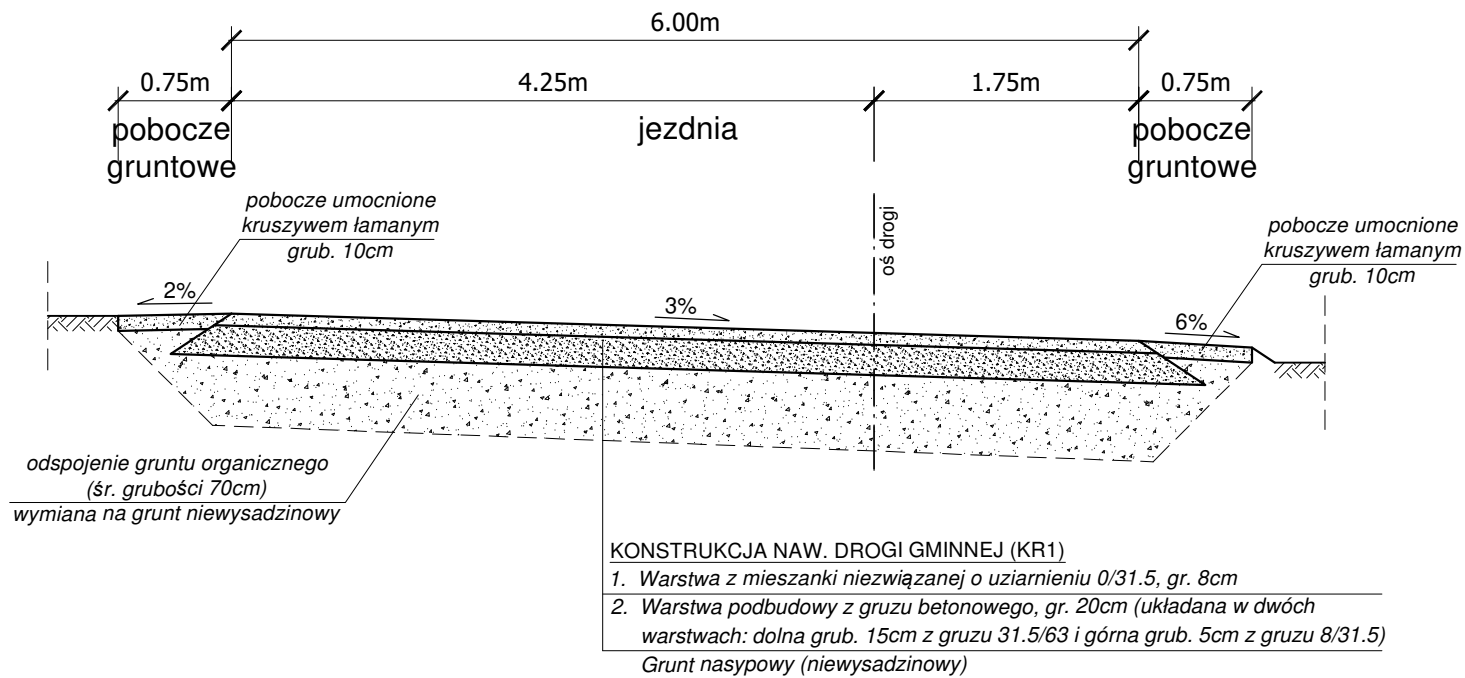 6.00m
0.75m
4.25m
1.75m
0.75m
pobocze
gruntowe
jezdnia
pobocze
gruntowe
pobocze umocnione
kruszywem łamanym
grub. 10cm
oś drogi
pobocze umocnione
kruszywem łamanym
grub. 10cm
2%
3%
6%
odspojenie gruntu organicznego
(śr. grubości 70cm)
wymiana na grunt niewysadzinowy
KONSTRUKCJA NAW. DROGI GMINNEJ (KR1)
1. Warstwa z mieszanki niezwiązanej o uziarnieniu 0/31.5, gr. 8cm
2. Warstwa podbudowy z gruzu betonowego, gr. 20cm (układana w dwóch
warstwach: dolna grub. 15cm z gruzu 31.5/63 i górna grub. 5cm z gruzu 8/31.5)
Grunt nasypowy (niewysadzinowy)